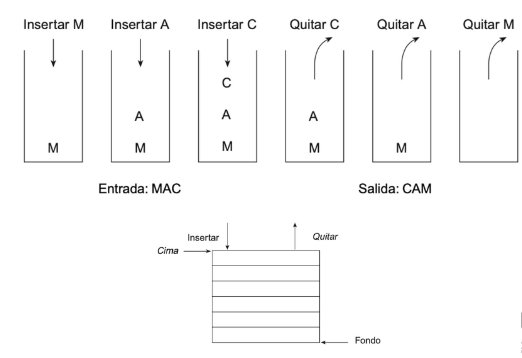 Insertar M Insertar A Insertar C Quitar C Quitar A Quitar M
C
A A A
M M M M M
Entrada: MAC Salida: CAM
Insertar Quitar
Cima
Fondo